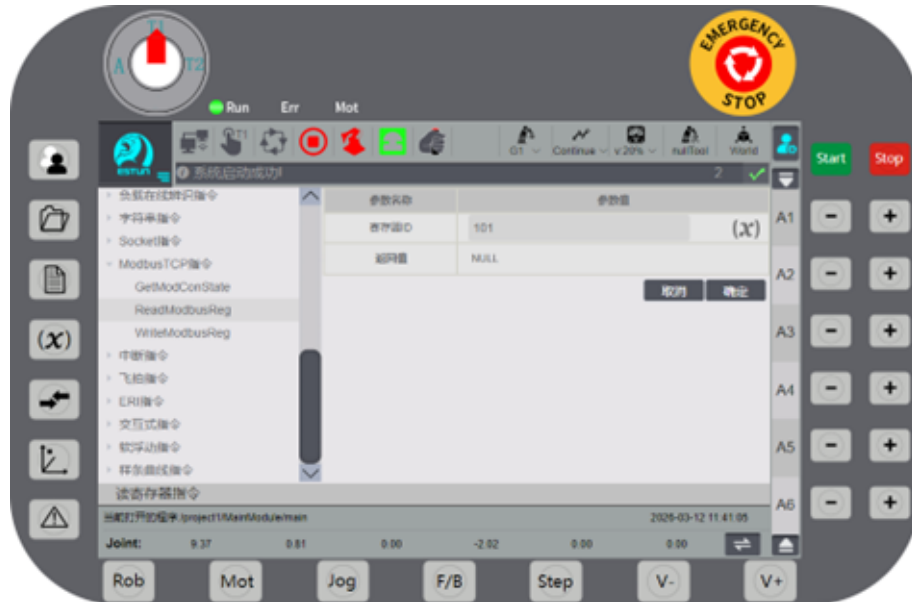 T1
A
T2
EMERGENCY
STOP
Run Err Mot
T1
G1 Continue V:20% nullTool World
ESTUN
系统启动成功! 2
Start Stop
负载在线辨识指令
字符串指令
Socket指令
ModbusTCP指令
GetModConState
ReadModbusReg
WriteModbusReg
中断指令
飞拍指令
ERI指令
交互式指令
软浮动指令
样条曲线指令
参数名称 参数值
寄存器ID 101 (x)
返回值 NULL
取消 确定
A1 - +
A2 - +
A3 - +
A4 - +
A5 - +
A6 - +
(x)
读寄存器指令
当前打开的程序:/project1/MainModule/main 2026-03-12 11:41:05
Joint: 9.37 0.81 0.00 -2.02 0.00 0.00
Rob Mot Jog F/B Step V- V+